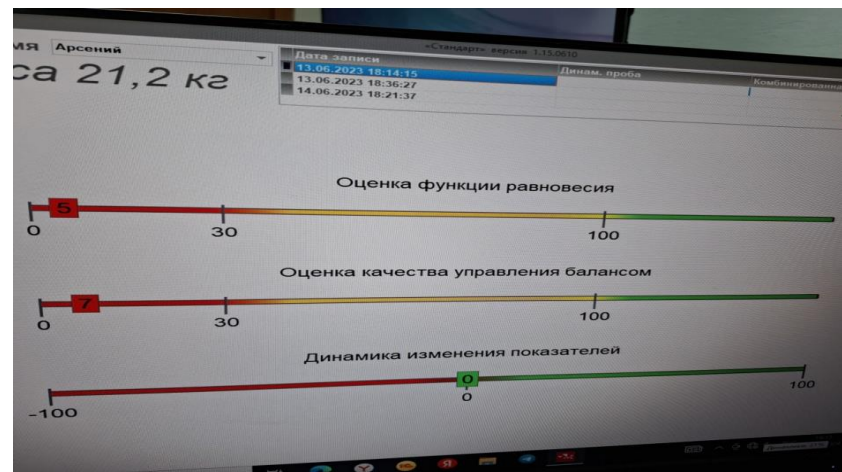 «Стандарт» версия 1.15.0610
мя Арсений
са 21,2 кг
Дата записи Динам. проба Комбинированна
13.06.2023 18:14:15
13.06.2023 18:36:27
14.06.2023 18:21:37
Оценка функции равновесия
5
0 30 100
Оценка качества управления балансом
7
0 30 100
Динамика изменения показателей
0
-100 0 100